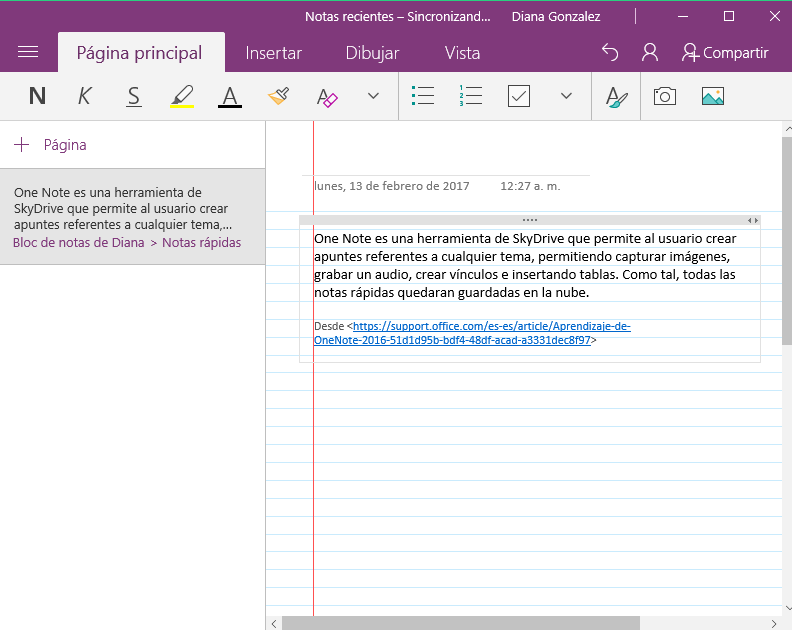 Notas recientes – Sincronizand... Diana Gonzalez
Página principal Insertar Dibujar Vista Compartir
N K S A A
1
2
3
A
Página
One Note es una herramienta de
SkyDrive que permite al usuario crear
apuntes referentes a cualquier tema,...
Bloc de notas de Diana > Notas rápidas
lunes, 13 de febrero de 2017 12:27 a. m.
One Note es una herramienta de SkyDrive que permite al usuario crear
apuntes referentes a cualquier tema, permitiendo capturar imágenes,
grabar un audio, crear vínculos e insertando tablas. Como tal, todas las
notas rápidas quedaran guardadas en la nube.
Desde <https://support.office.com/es-es/article/Aprendizaje-de-
OneNote-2016-51d1d95b-bdf4-48df-acad-a3331dec8f97>